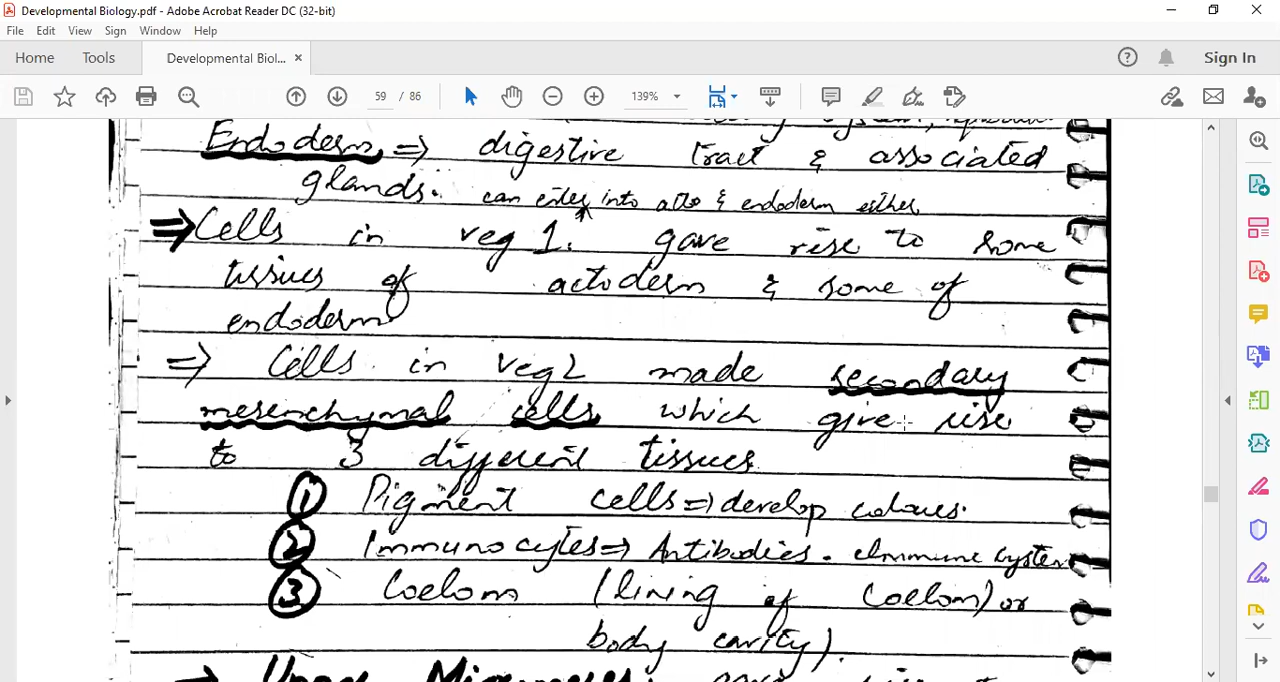 Developmental Biology.pdf - Adobe Acrobat Reader DC (32-bit)
File Edit View Sign Window Help
Home Tools Developmental Biol... × Sign In
59 / 86 139%
Endoderm => digestive tract & associated
glands. can enter into acto & endoderm either
=> Cells in veg 1. gave rise to some
tissues of actoderm & some of
endoderm
=> Cells in veg2 made secondary
mesenchymal cells which give rise
to 3 different tissues.
① Pigment cells => develop colours.
② Immunocytes => Antibodies. Immune system
③ Coelom (lining of Coelom) or
body cavity).